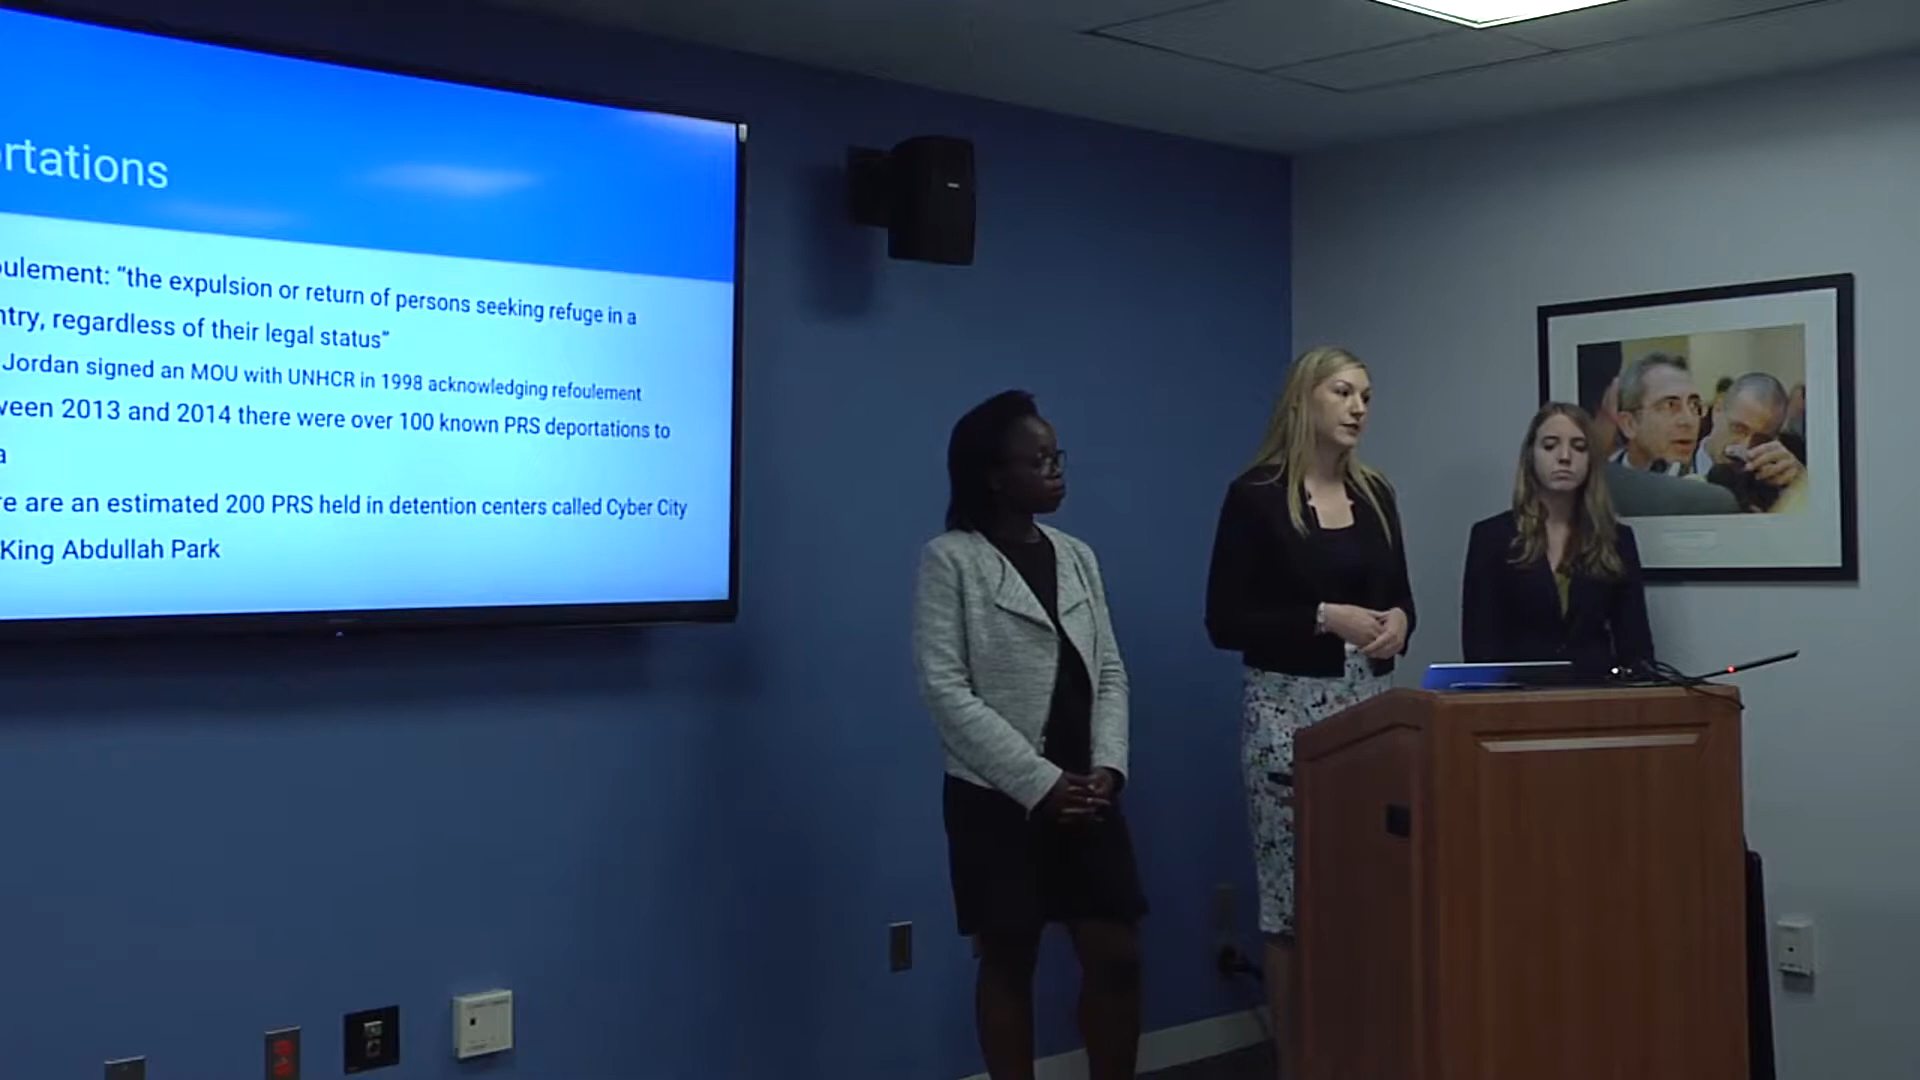 rtations
ulement: “the expulsion or return of persons seeking refuge in a
ntry, regardless of their legal status”
Jordan signed an MOU with UNHCR in 1998 acknowledging refoulement
ween 2013 and 2014 there were over 100 known PRS deportations to
a
re are an estimated 200 PRS held in detention centers called Cyber City
King Abdullah Park